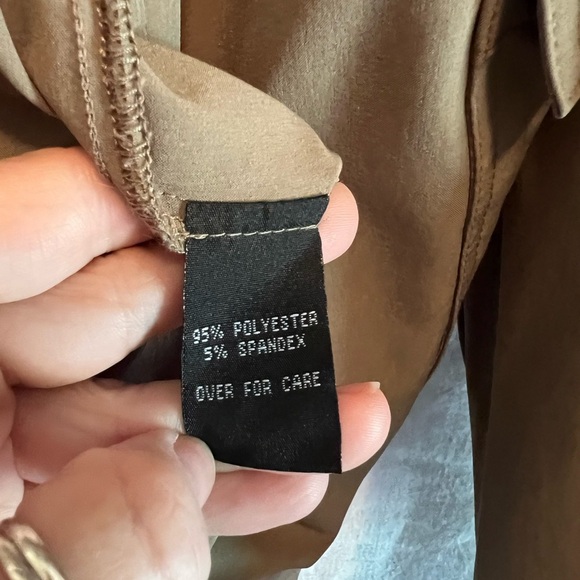 95% POLYESTER
5% SPANDEX
OVER FOR CARE